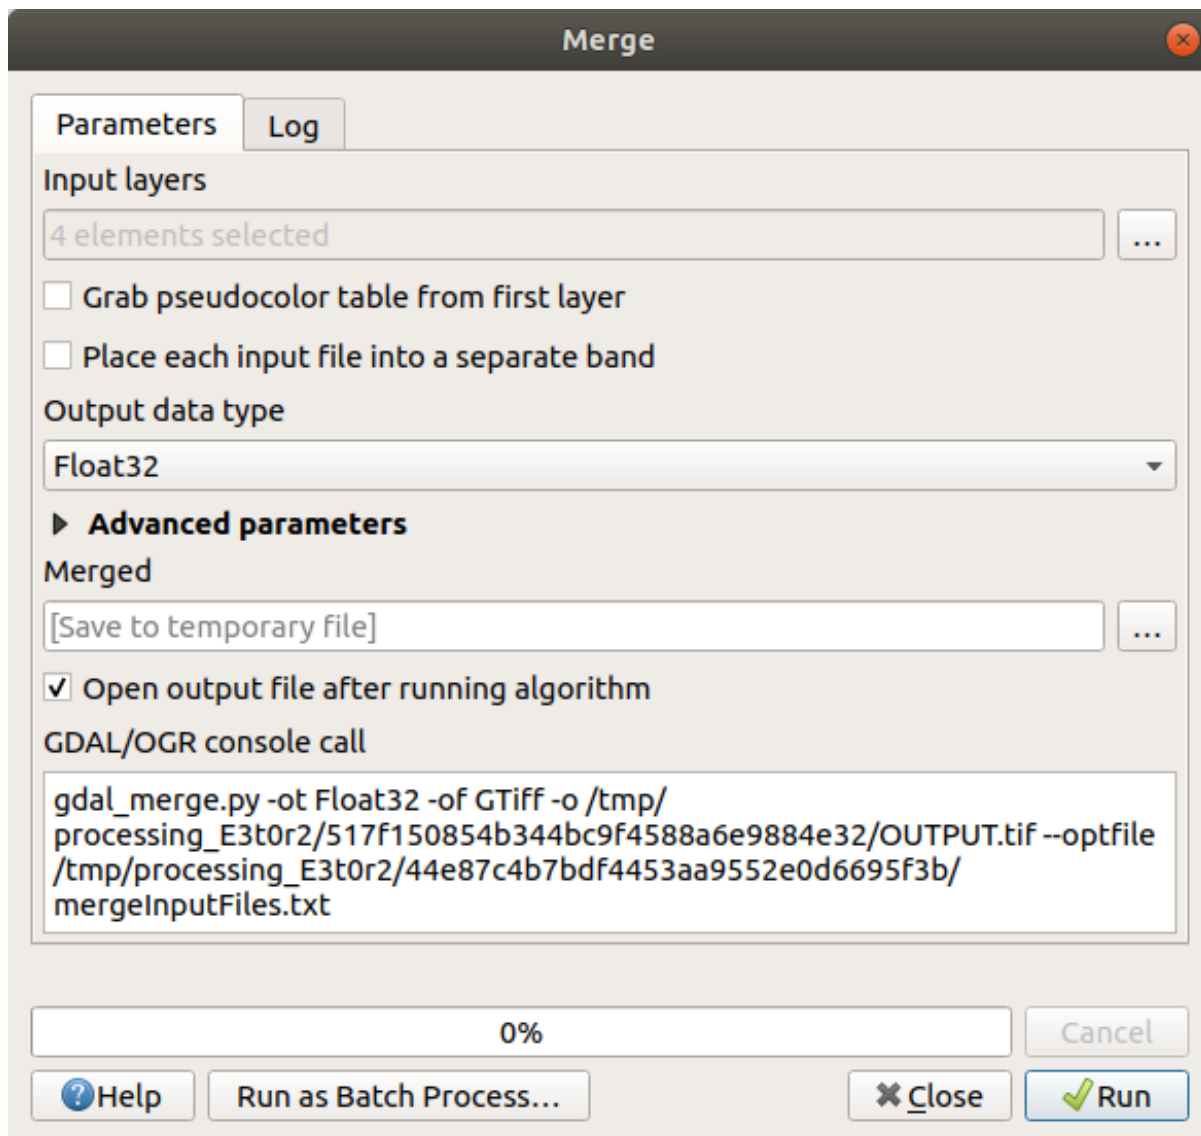 Merge
Parameters
Log
Input layers
4 elements selected
...
Grab pseudocolor table from first layer
Place each input file into a separate band
Output data type
Float32
Advanced parameters
Merged
[Save to temporary file]
...
Open output file after running algorithm
GDAL/OGR console call
gdal_merge.py -ot Float32 -of GTiff -o /tmp/
processing_E3t0r2/517f150854b344bc9f4588a6e9884e32/OUTPUT.tif --optfile
/tmp/processing_E3t0r2/44e87c4b7bdf4453aa9552e0d6695f3b/
mergeInputFiles.txt
0%
Cancel
Help
Run as Batch Process…
Close
Run